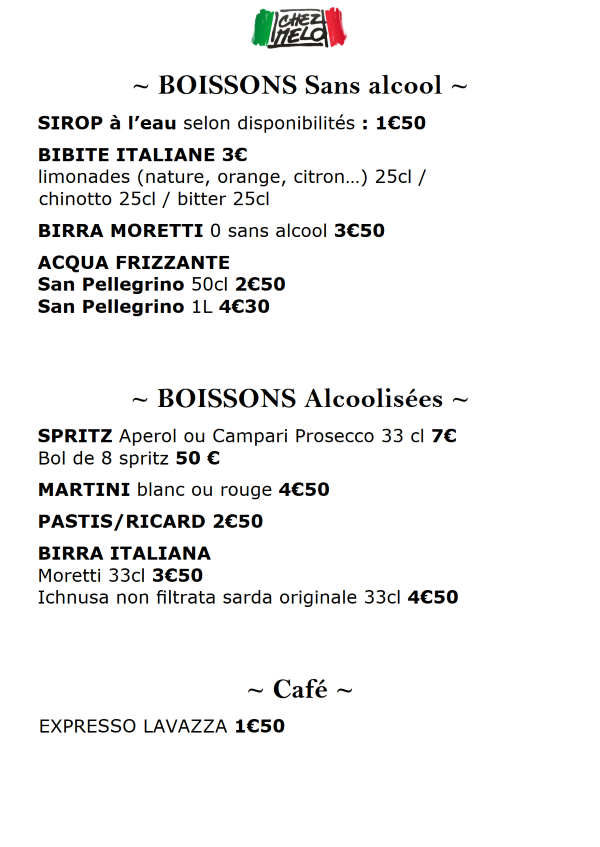 CHEZ
MELO
~ BOISSONS Sans alcool ~
SIROP à l’eau selon disponibilités : 1€50
BIBITE ITALIANE 3€
limonades (nature, orange, citron…) 25cl /
chinotto 25cl / bitter 25cl
BIRRA MORETTI 0 sans alcool 3€50
ACQUA FRIZZANTE
San Pellegrino 50cl 2€50
San Pellegrino 1L 4€30
~ BOISSONS Alcoolisées ~
SPRITZ Aperol ou Campari Prosecco 33 cl 7€
Bol de 8 spritz 50 €
MARTINI blanc ou rouge 4€50
PASTIS/RICARD 2€50
BIRRA ITALIANA
Moretti 33cl 3€50
Ichnusa non filtrata sarda originale 33cl 4€50
~ Café ~
EXPRESSO LAVAZZA 1€50